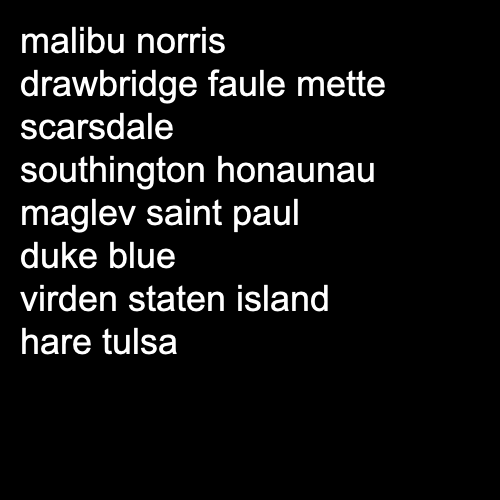 malibu norris
drawbridge faule mette
scarsdale
southington honaunau
maglev saint paul
duke blue
virden staten island
hare tulsa